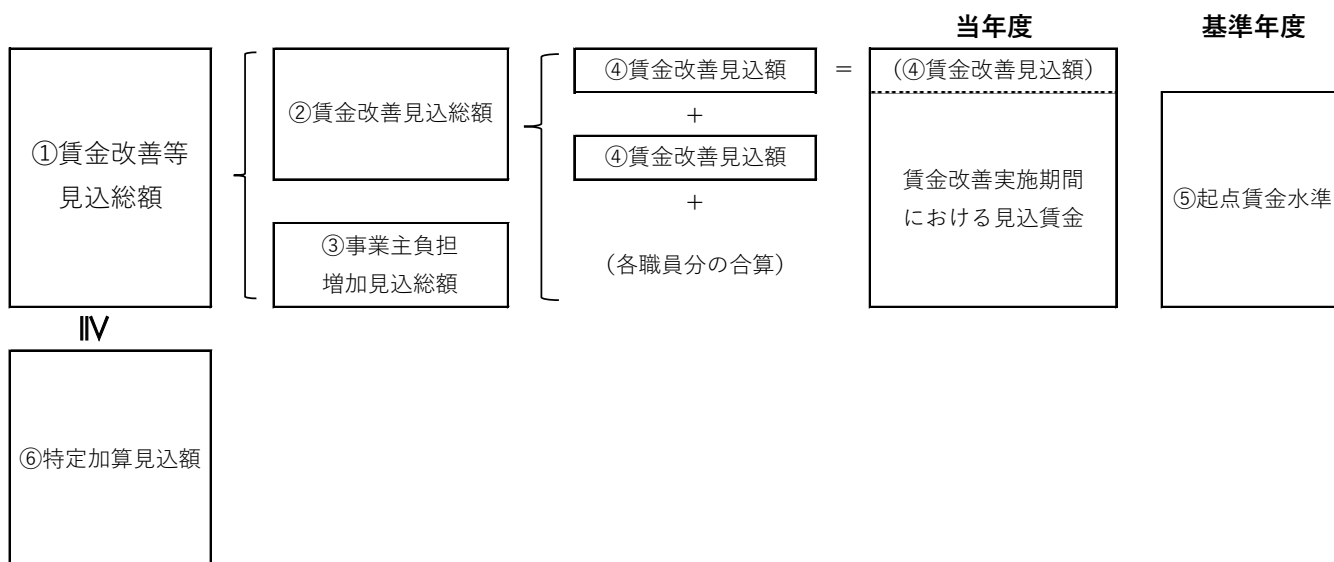 当年度
基準年度
①賃金改善等
見込総額
②賃金改善見込総額
③事業主負担
増加見込総額
④賃金改善見込額
+
④賃金改善見込額
+
（各職員分の合算）
=
（④賃金改善見込額）
賃金改善実施期間
における見込賃金
⑤起点賃金水準
≥
⑥特定加算見込額